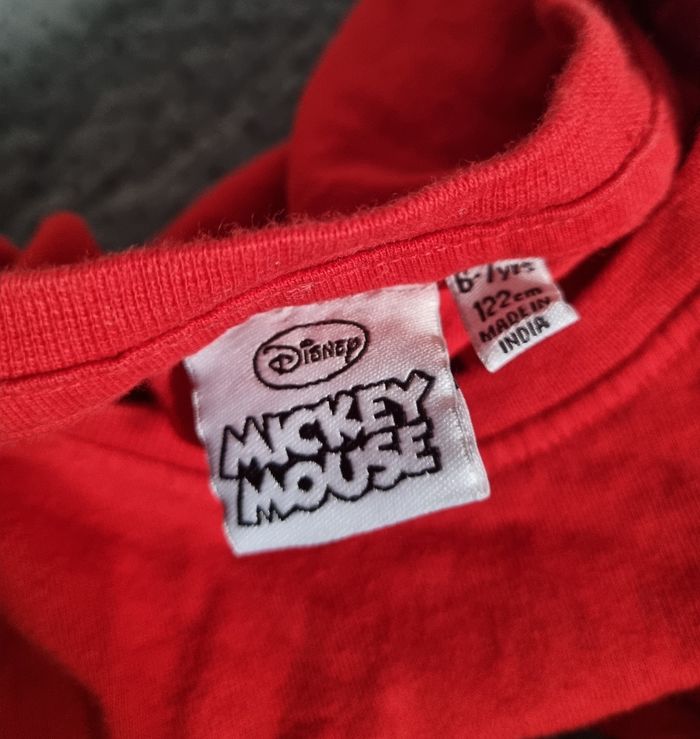 Disney
MICKEY
MOUSE
6-7yrs
122cm
MADE IN
INDIA